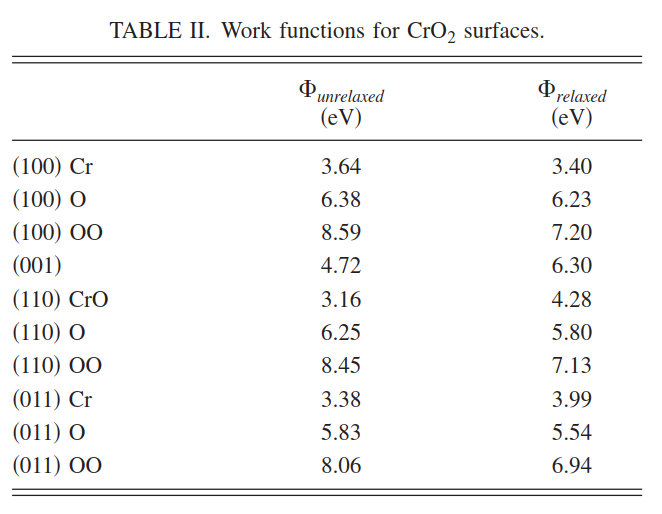 TABLE II. Work functions for CrO₂ surfaces.
Φunrelaxed Φrelaxed
(eV) (eV)
(100) Cr 3.64 3.40
(100) O 6.38 6.23
(100) OO 8.59 7.20
(001) 4.72 6.30
(110) CrO 3.16 4.28
(110) O 6.25 5.80
(110) OO 8.45 7.13
(011) Cr 3.38 3.99
(011) O 5.83 5.54
(011) OO 8.06 6.94